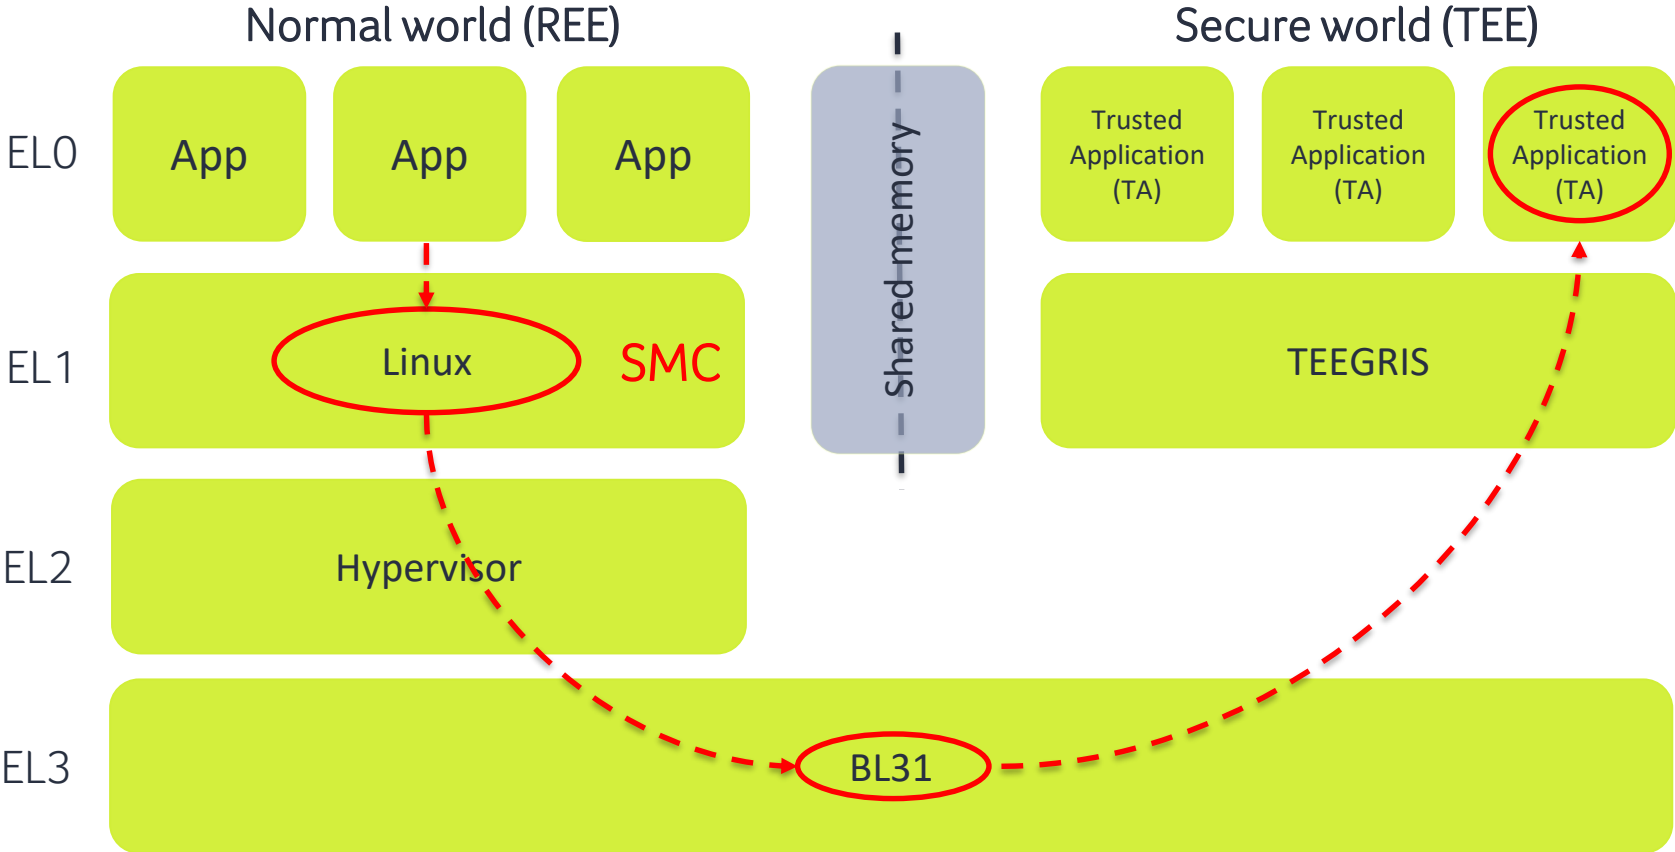 Normal world (REE)
Secure world (TEE)
EL0
App
App
App
Shared memory
Trusted
Application
(TA)
Trusted
Application
(TA)
Trusted
Application
(TA)
EL1
Linux
SMC
TEEGRIS
EL2
Hypervisor
EL3
BL31